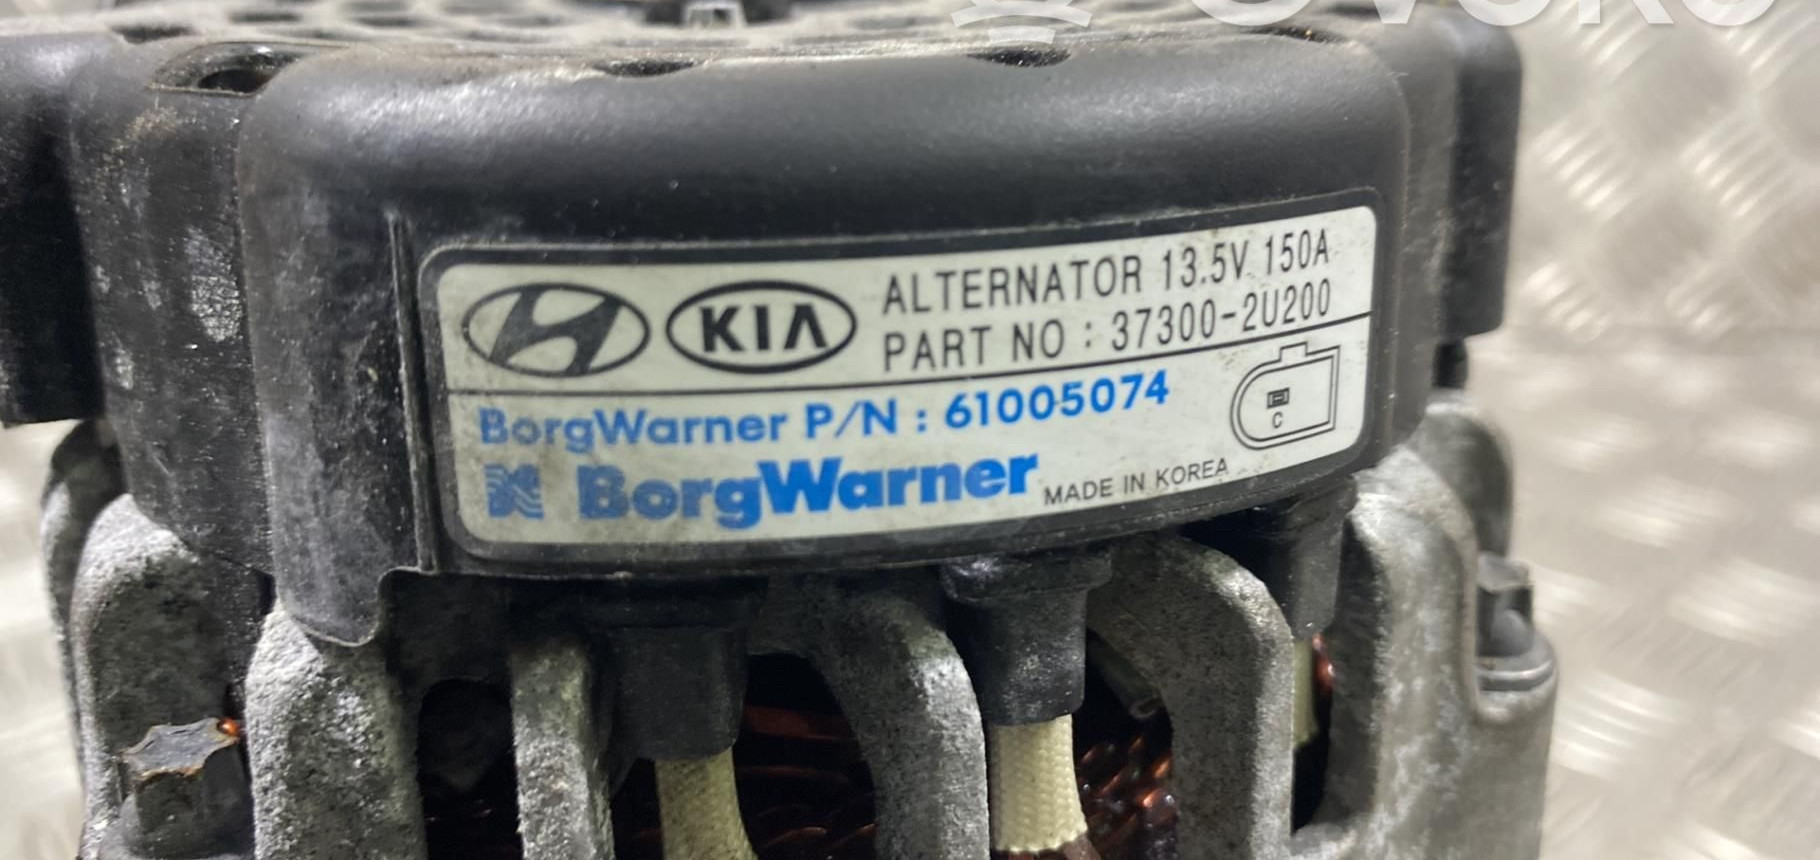 KIA
ALTERNATOR 13.5V 150A
PART NO : 37300-2U200
BorgWarner P/N : 61005074
C
BorgWarner MADE IN KOREA